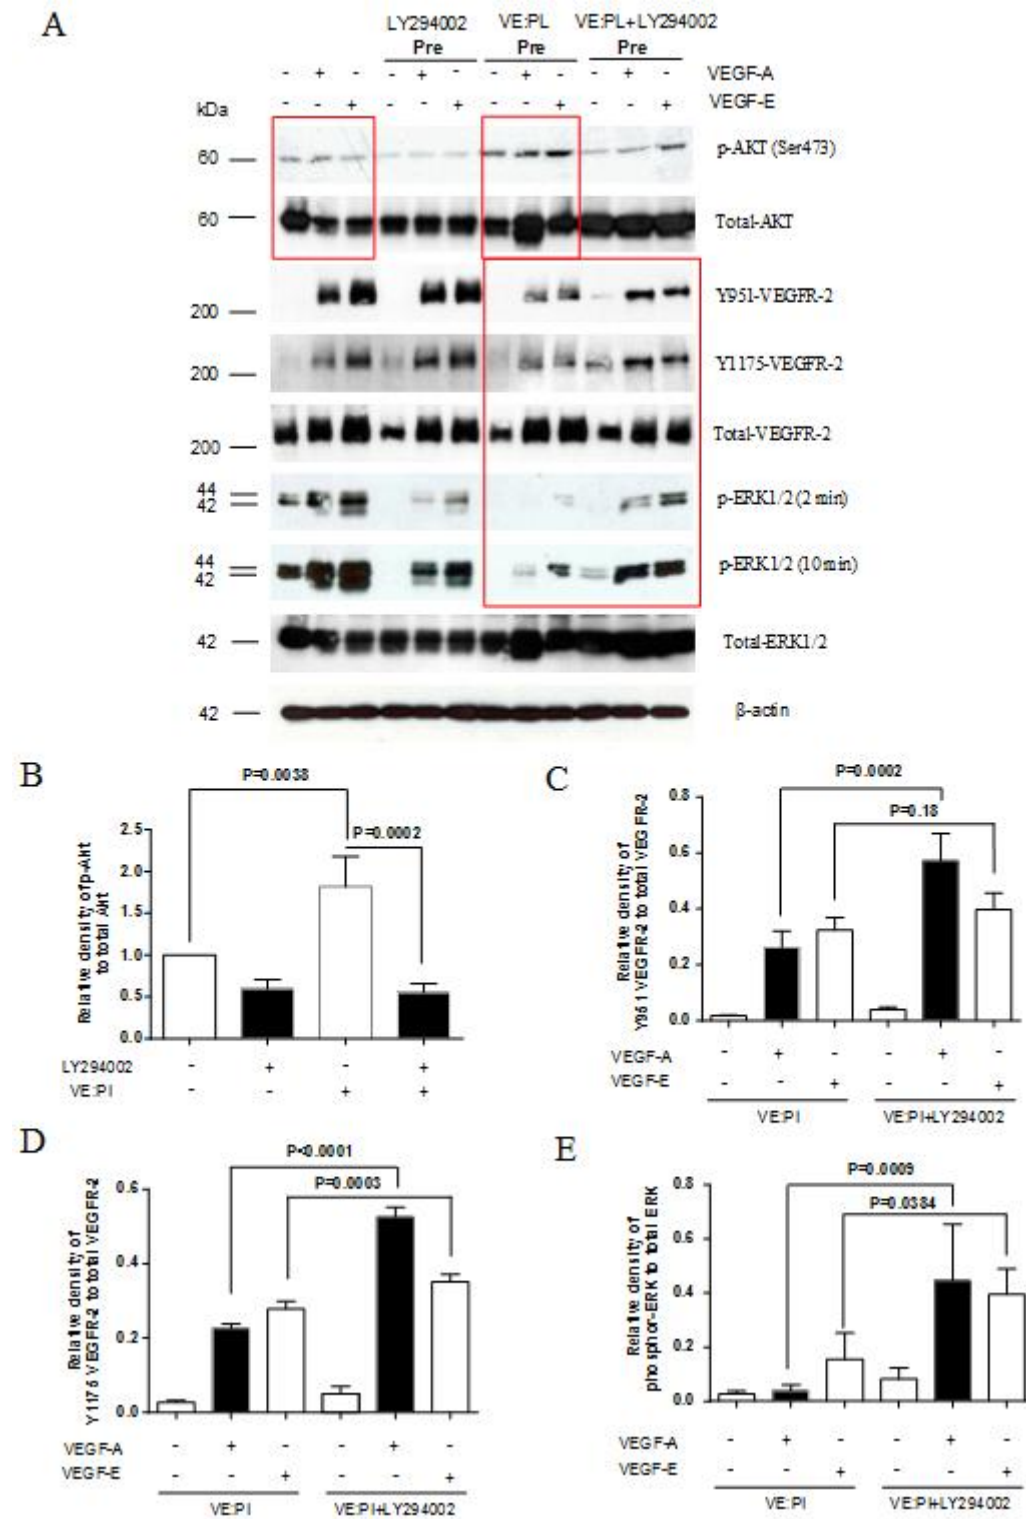 A
LY294002 VE:PL VE:PL+LY294002
Pre Pre Pre
- + - - + - - + - - + - VEGF-A
- - + - - + - - + - - + VEGF-E
kDa
60 p-AKT (Ser473)
60 Total-AKT
200 Y951-VEGFR-2
200 Y1175-VEGFR-2
200 Total-VEGFR-2
44
42 p-ERK1/2 (2 min)
44
42 p-ERK1/2 (10min)
42 Total-ERK1/2
42 β-actin
B
P=0.0038
P=0.0002
Relative density of p-Akt
to total Akt
2.5
2.0
1.5
1.0
0.5
0.0
LY294002 - + - +
VE:PI - - + +
C
P=0.0002
P=0.18
Relative density of
Y951 VEGFR-2 to total VEGFR-2
0.8
0.6
0.4
0.2
0.0
VEGF-A - + - - + -
VEGF-E - - + - - +
VE:PI VE:PI+LY294002
D
P<0.0001
P=0.0003
Relative density of
Y1175 VEGFR-2 to total VEGFR-2
0.6
0.4
0.2
0.0
VEGF-A - + - - + -
VEGF-E - - + - - +
VE:PI VE:PI+LY294002
E
P=0.0009
P=0.0384
Relative density of
phosphor-ERK to total ERK
0.8
0.6
0.4
0.2
0.0
VEGF-A - + - - + -
VEGF-E - - + - - +
VE:PI VE:PI+LY294002